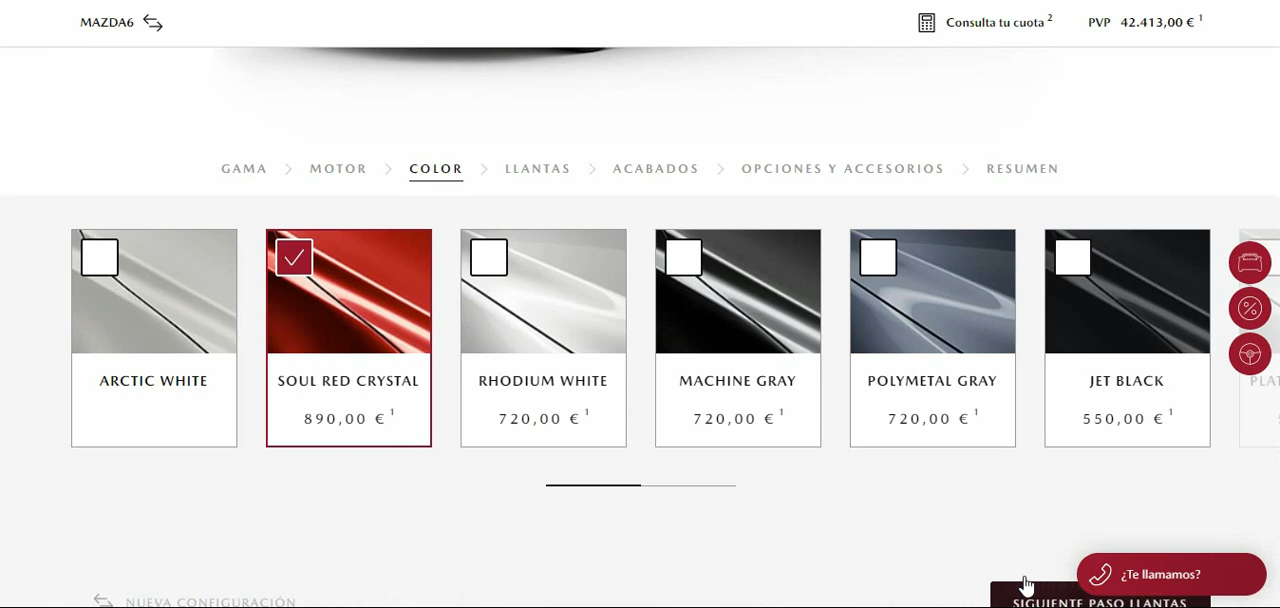 MAZDA6
Consulta tu cuota 2
PVP 42.413,00 € 1
GAMA
MOTOR
COLOR
LLANTAS
ACABADOS
OPCIONES Y ACCESORIOS
RESUMEN
ARCTIC WHITE
SOUL RED CRYSTAL
890,00 € 1
RHODIUM WHITE
720,00 € 1
MACHINE GRAY
720,00 € 1
POLYMETAL GRAY
720,00 € 1
JET BLACK
550,00 € 1
¿Te llamamos?
NUEVA CONFIGURACIÓN
SIGUIENTE PASO LLANTAS